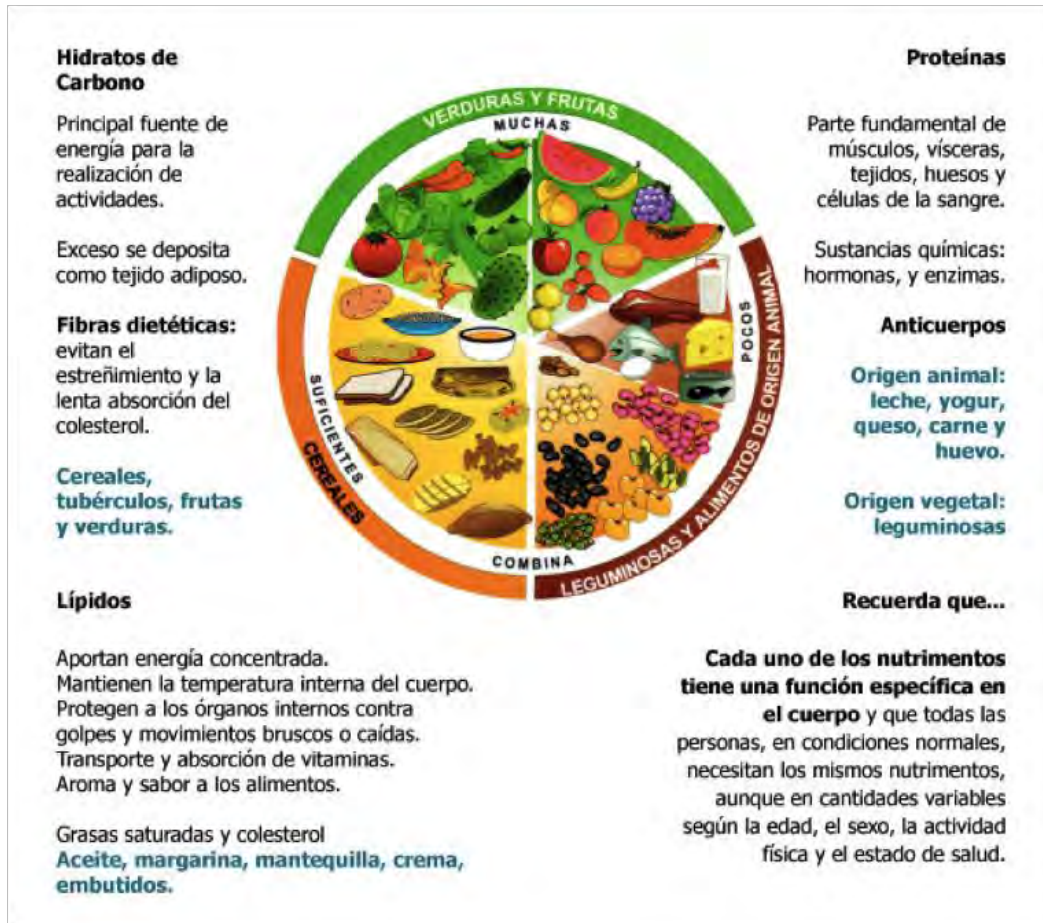 Hidratos de
Carbono
Principal fuente de
energía para la
realización de
actividades.
Exceso se deposita
como tejido adiposo.
Fibras dietéticas:
evitan el
estreñimiento y la
lenta absorción del
colesterol.
Cereales,
tubérculos, frutas
y verduras.
VERDURAS Y FRUTAS
MUCHAS
SUFICIENTES
CEREALES
COMBINA
POCOS
LEGUMINOSAS Y ALIMENTOS DE ORIGEN ANIMAL
Proteínas
Parte fundamental de
músculos, vísceras,
tejidos, huesos y
células de la sangre.
Sustancias químicas:
hormonas, y enzimas.
Anticuerpos
Origen animal:
leche, yogur,
queso, carne y
huevo.
Origen vegetal:
leguminosas
Lípidos
Aportan energía concentrada.
Mantienen la temperatura interna del cuerpo.
Protegen a los órganos internos contra
golpes y movimientos bruscos o caídas.
Transporte y absorción de vitaminas.
Aroma y sabor a los alimentos.
Grasas saturadas y colesterol
Aceite, margarina, mantequilla, crema,
embutidos.
Recuerda que...
Cada uno de los nutrimentos
tiene una función específica en
el cuerpo y que todas las
personas, en condiciones normales,
necesitan los mismos nutrimentos,
aunque en cantidades variables
según la edad, el sexo, la actividad
física y el estado de salud.